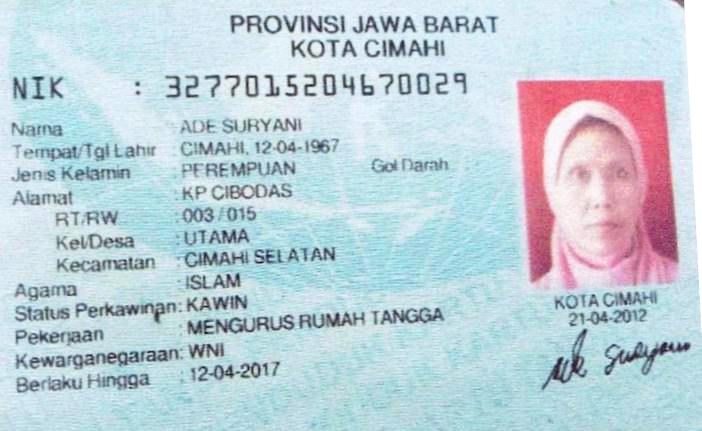 PROVINSI JAWA BARAT
KOTA CIMAHI
NIK : 3277015204670029
Nama : ADE SURYANI
Tempat/Tgl Lahir : CIMAHI, 12-04-1967
Jenis Kelamin : PEREMPUAN Gol Darah
Alamat : KP CIBODAS
RT/RW : 003 / 015
Kel/Desa : UTAMA
Kecamatan : CIMAHI SELATAN
Agama : ISLAM
Status Perkawinan: KAWIN
Pekerjaan : MENGURUS RUMAH TANGGA
Kewarganegaraan: WNI
Berlaku Hingga : 12-04-2017
KOTA CIMAHI
21-04-2012
Ade Suryani